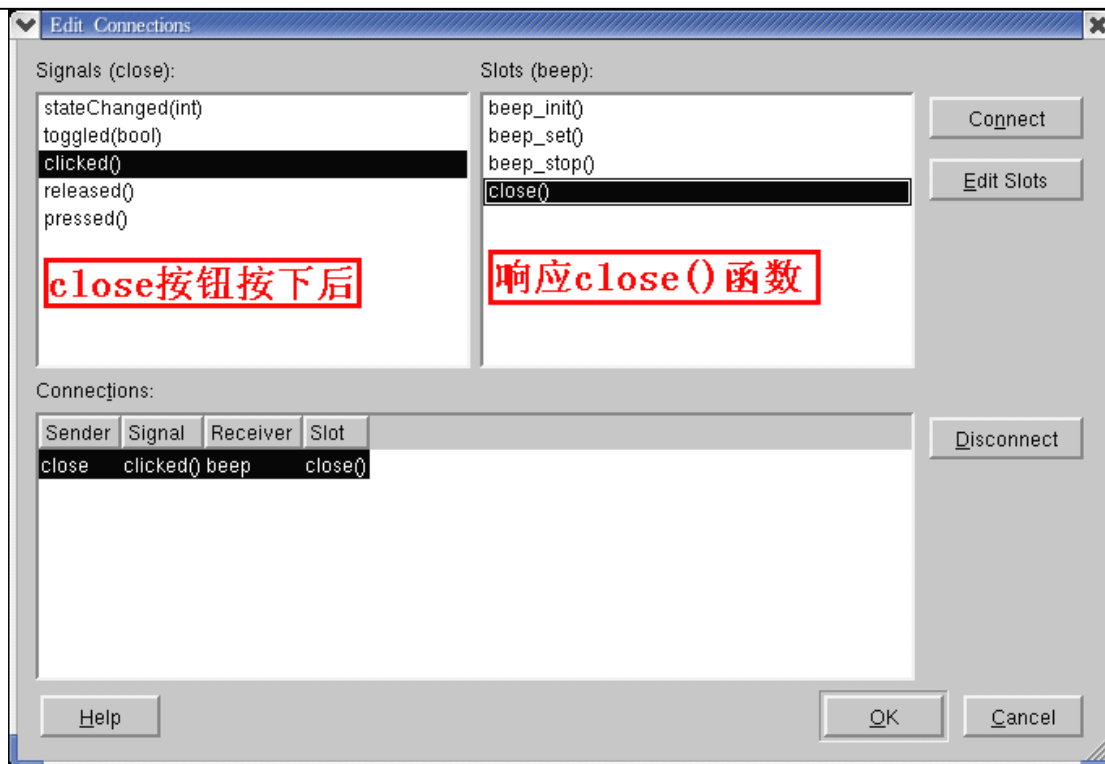 Edit Connections
Signals (close):
stateChanged(int)
toggled(bool)
clicked()
released()
pressed()
close按钮按下后
Slots (beep):
beep_init()
beep_set()
beep_stop()
close()
响应close()函数
Connect
Edit Slots
Connections:
Sender Signal Receiver Slot
close clicked() beep close()
Disconnect
Help
OK
Cancel